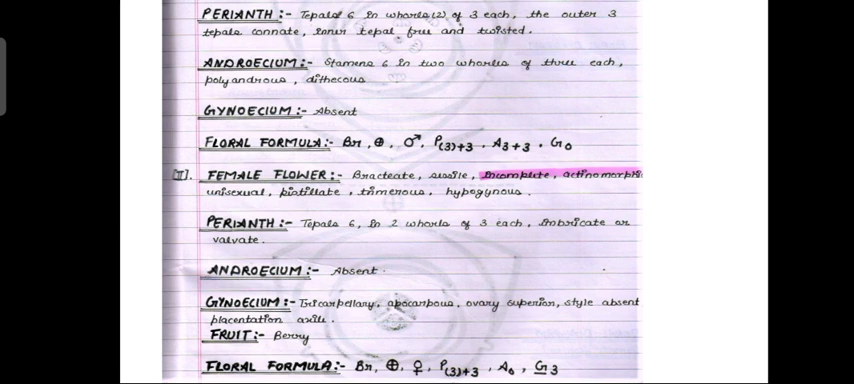 PERIANTH :- Tepals 6 in whorls(2) of 3 each, the outer 3
tepals connate, inner tepal free and twisted.
ANDROECIUM:- Stamens 6 in two whorles of three each,
polyandrous, dithecous
GYNOECIUM:- Absent
FLORAL FORMULA:- Br, ⊕, ♂, P(3)+3, A3+3, G0
[II]. FEMALE FLOWER:- Bracteate, sessile, Incomplete, actinomorphi
unisexual, pistillate, trimerous, hypogynous.
PERIANTH:- Tepals 6, in 2 whorls of 3 each, Imbricate or
valvate.
ANDROECIUM:- Absent.
GYNOECIUM:- Tricarpellary, apocarpous, ovary superior, style absent
placentation axile.
FRUIT:- Berry
FLORAL FORMULA:- Br, ⊕, ♀, P(3)+3, A0, G3